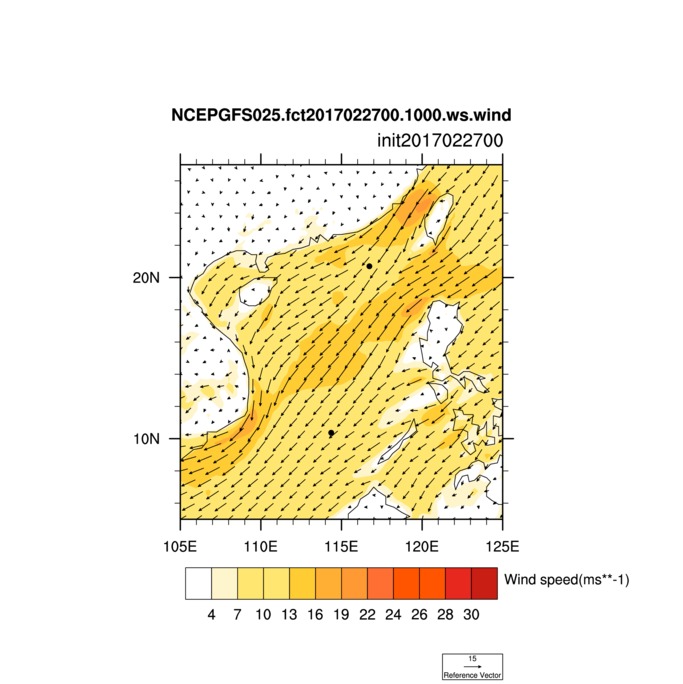 NCEPGFS025.fct2017022700.1000.ws.wind
init2017022700
20N
10N
105E 110E 115E 120E 125E
Wind speed(ms**-1)
4 7 10 13 16 19 22 24 26 28 30
15
Reference Vector